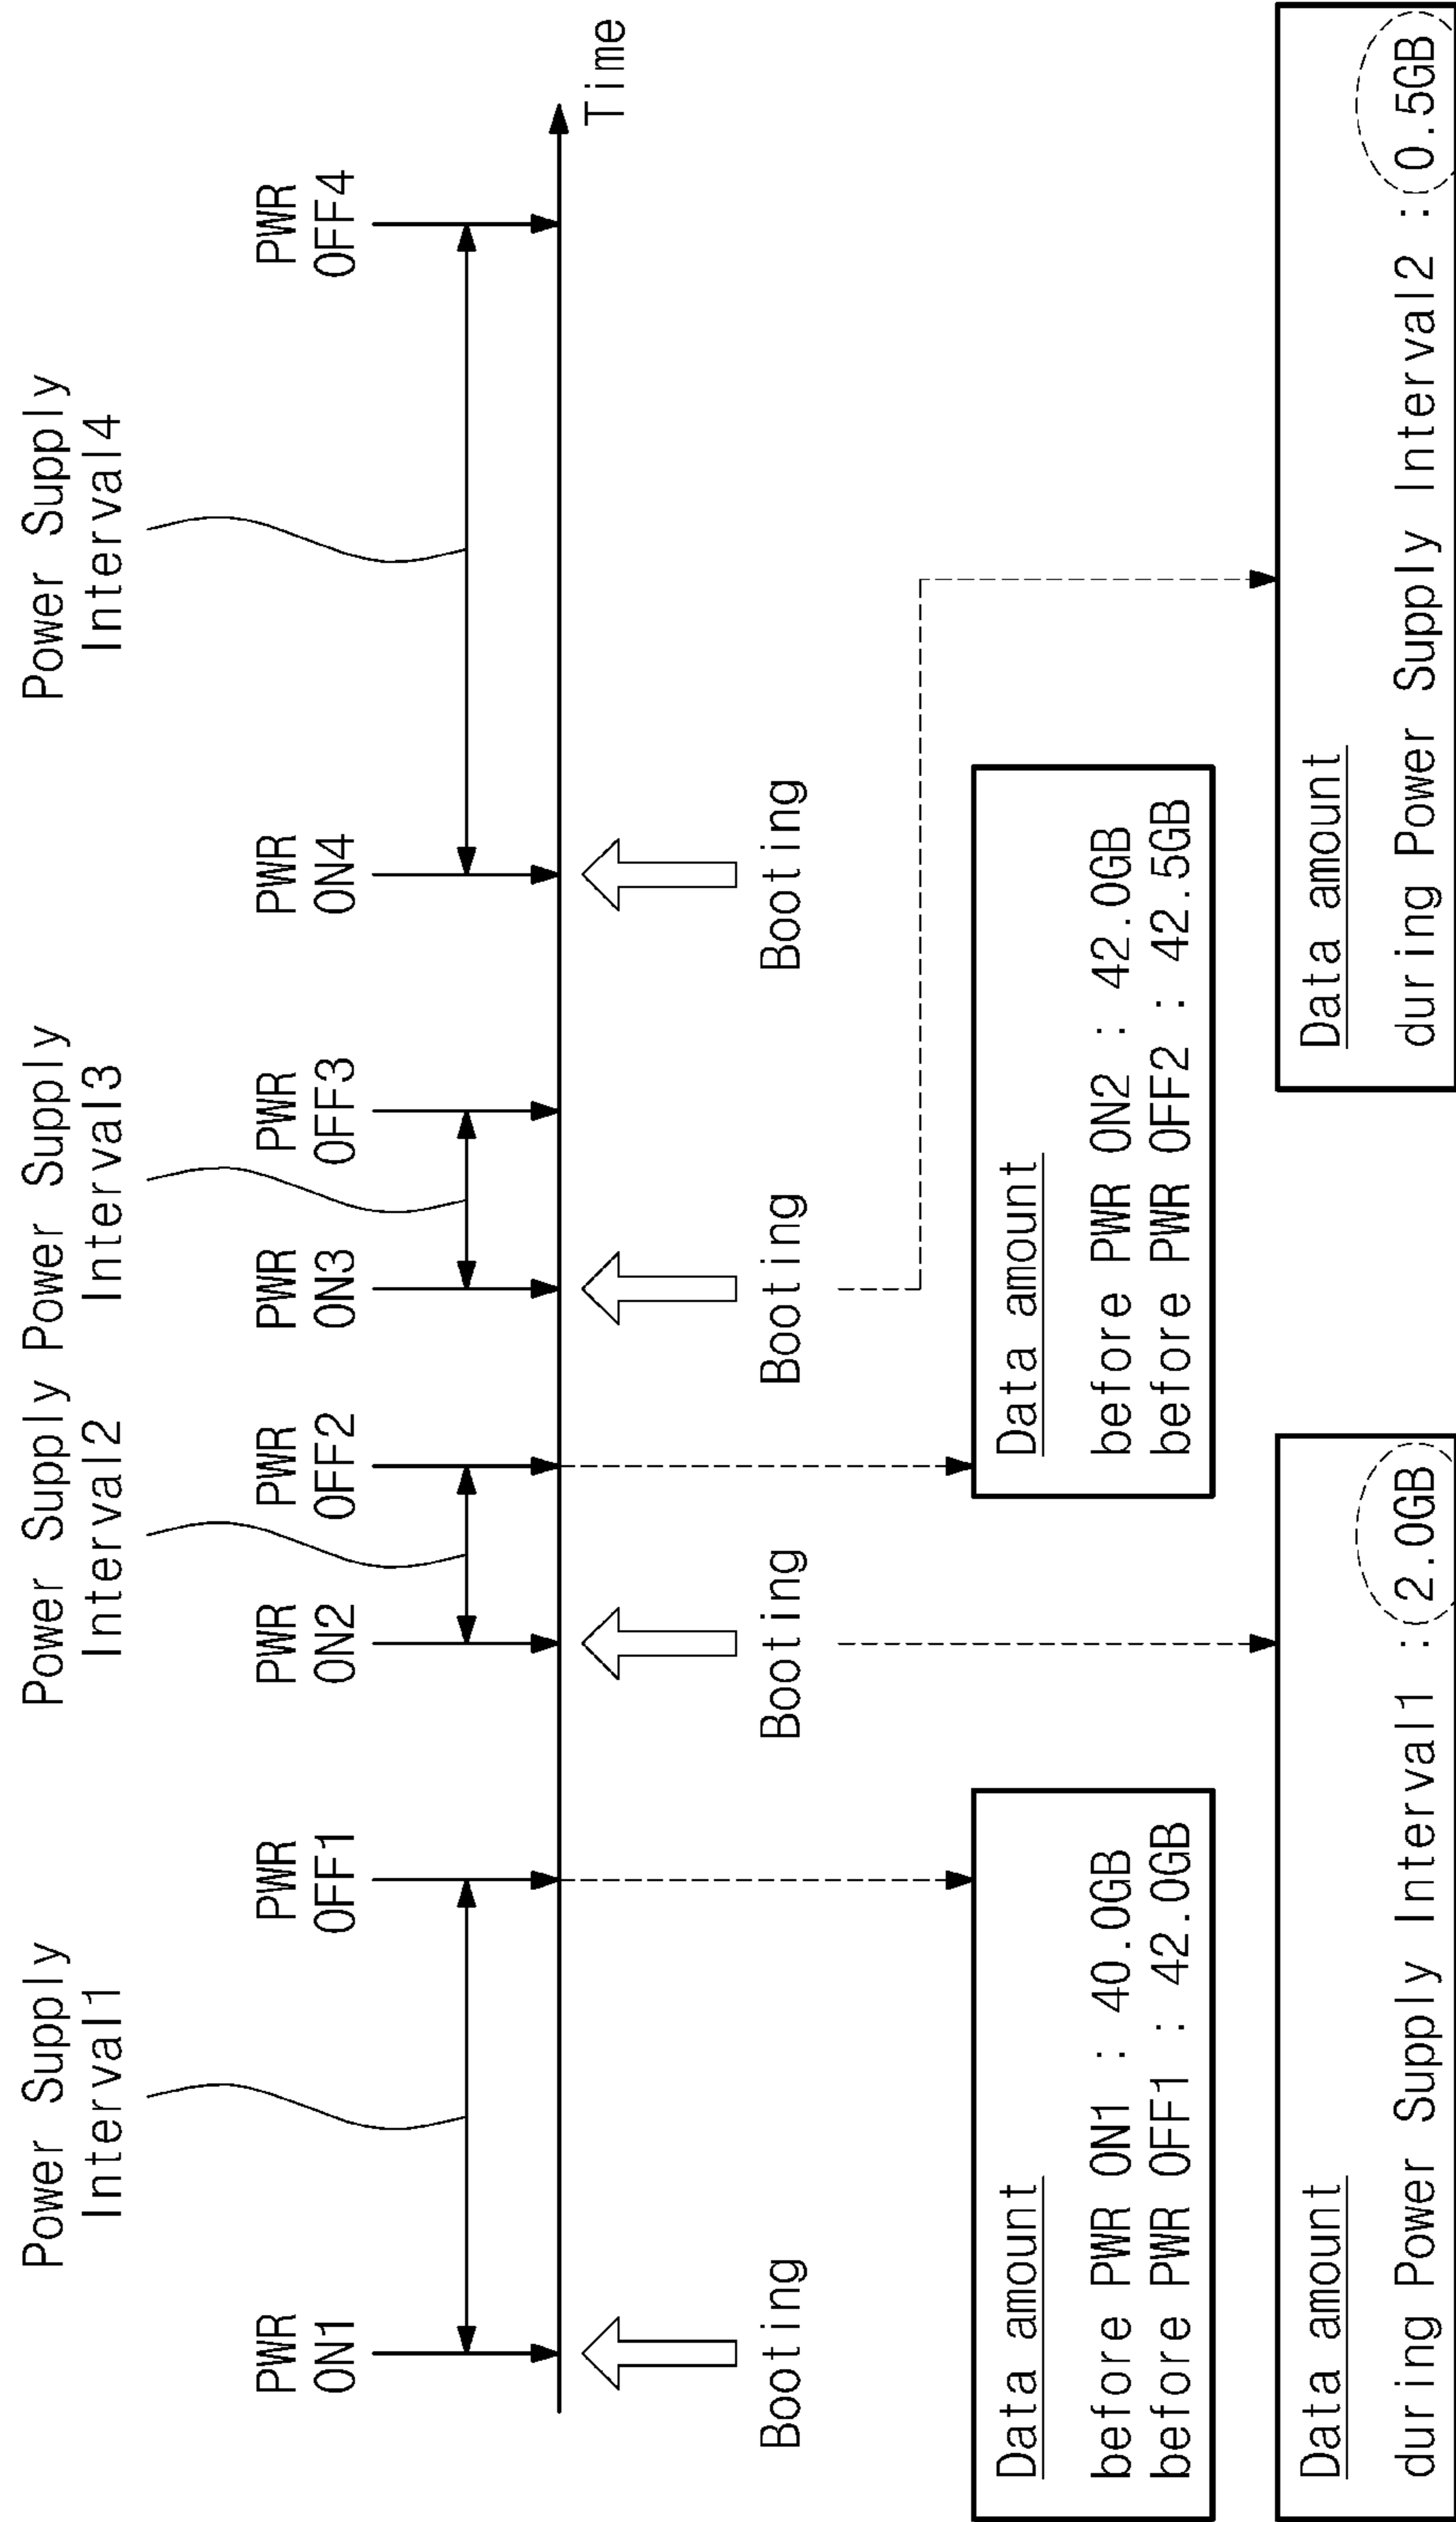 Power Supply
Interval1
Power Supply
Interval2
Power Supply
Interval3
Power Supply
Interval4
PWR
ON1
PWR
OFF1
PWR
ON2
PWR
OFF2
PWR
ON3
PWR
OFF3
PWR
ON4
PWR
OFF4
Time
Booting
Booting
Booting
Booting
Data amount
before PWR ON1 : 40.0GB
before PWR OFF1 : 42.0GB
Data amount
before PWR ON2 : 42.0GB
before PWR OFF2 : 42.5GB
Data amount
during Power Supply Interval1 : 2.0GB
Data amount
during Power Supply Interval2 : 0.5GB